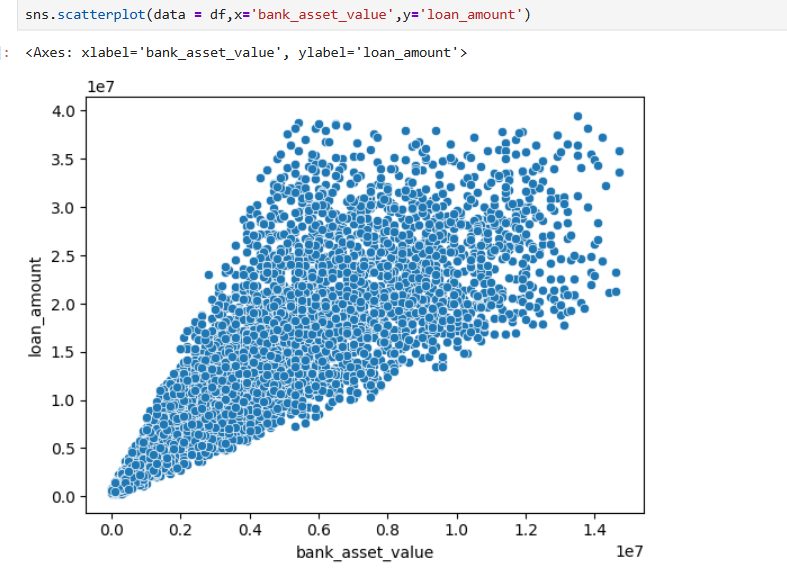 sns.scatterplot(data = df,x='bank_asset_value',y='loan_amount')
: <Axes: xlabel='bank_asset_value', ylabel='loan_amount'>
1e7
4.0
3.5
3.0
2.5
2.0
1.5
1.0
0.5
0.0
loan_amount
0.0 0.2 0.4 0.6 0.8 1.0 1.2 1.4
bank_asset_value
1e7